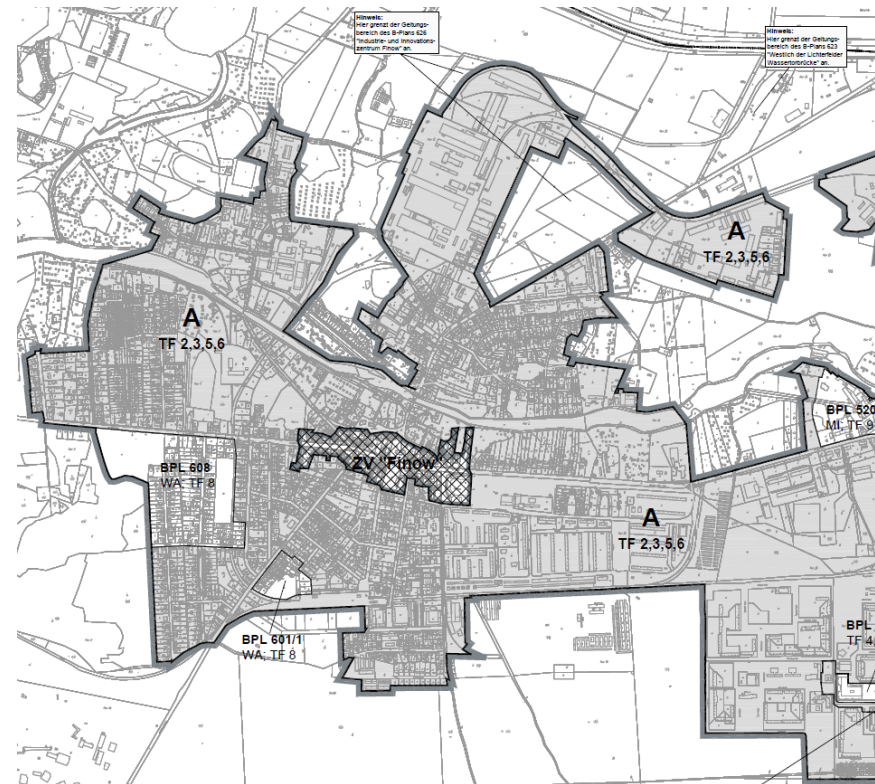 Hinweis:
Hier grenzt der Geltungs-
bereich des B-Plans 626
"Industrie- und Innovations-
zentrum Finow" an.
Hinweis:
Hier grenzt der Geltungs-
bereich des B-Plans 623
"Westlich der Lichterfelder
Wassertorbrücke" an.
A
TF 2,3,5,6
A
TF 2,3,5,6
BPL 520
MI; TF 9
ZV "Finow"
BPL 608
WA; TF 8
A
TF 2,3,5,6
BPL 601/1
WA; TF 8
BPL
TF 4,